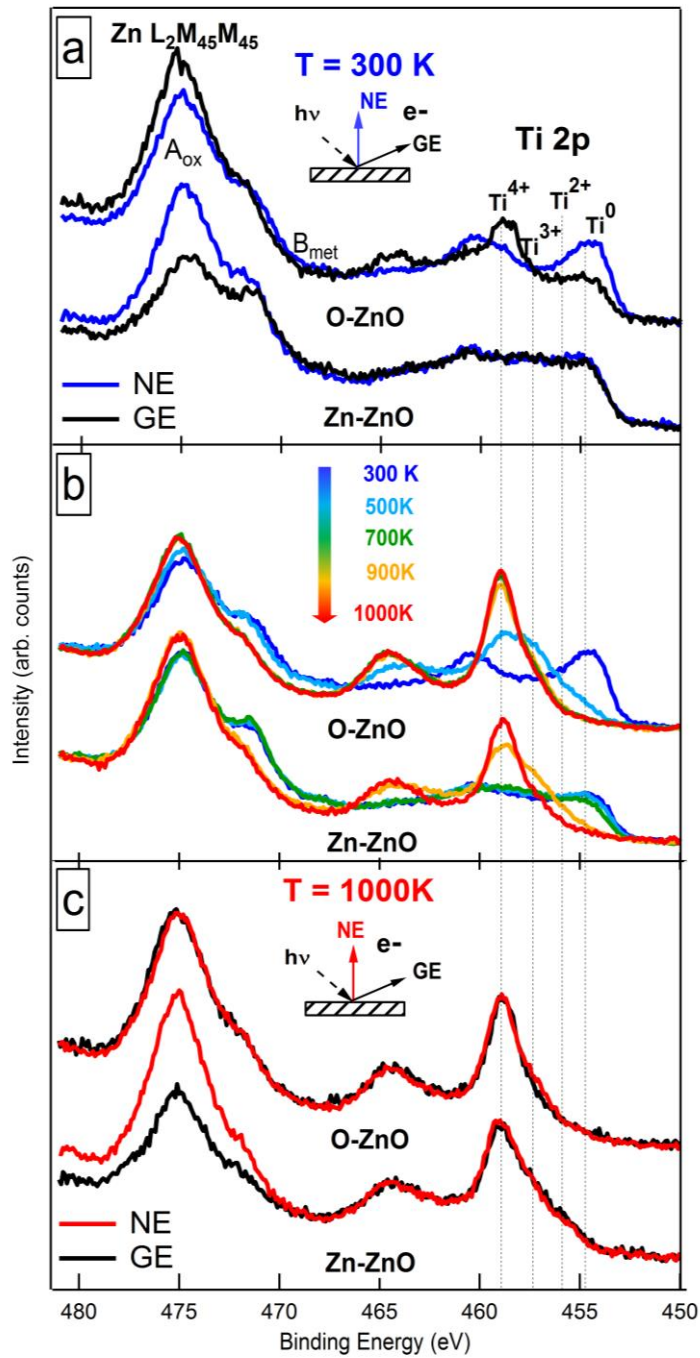 a
Zn L₂M₄₅M₄₅
T = 300 K
hν
NE
e-
GE
Ti 2p
A_ox
B_met
Ti⁴⁺
Ti³⁺
Ti²⁺
Ti⁰
O-ZnO
NE
GE
Zn-ZnO
b
300 K
500K
700K
900K
1000K
O-ZnO
Zn-ZnO
c
T = 1000K
hν
NE
e-
GE
O-ZnO
NE
GE
Zn-ZnO
480 475 470 465 460 455 450
Binding Energy (eV)
Intensity (arb. counts)